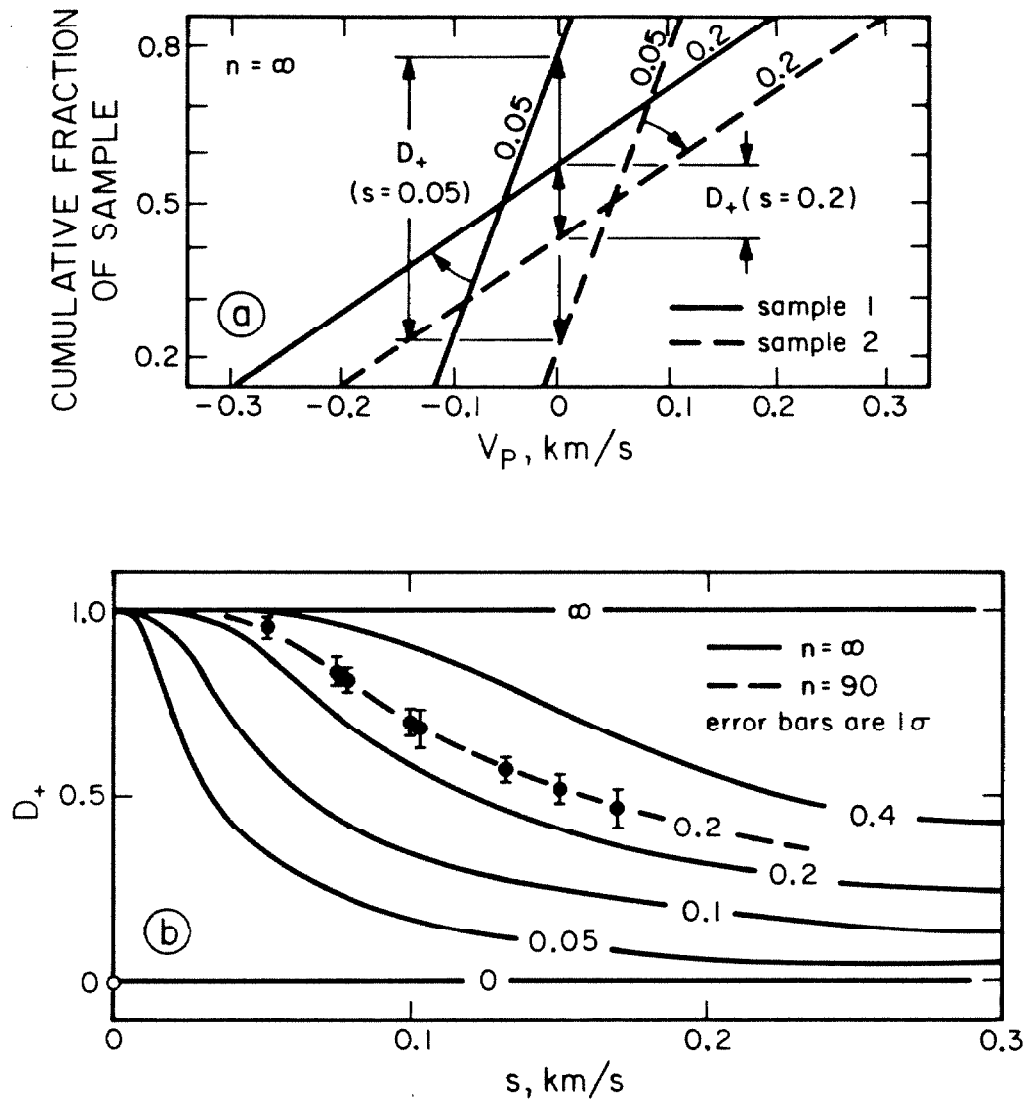 CUMULATIVE FRACTION
OF SAMPLE
0.8
0.5
0.2
n = ∞
D+
(s = 0.05)
0.05
0.05
0.2
0.2
D+ (s = 0.2)
a
sample 1
sample 2
-0.3 -0.2 -0.1 0 0.1 0.2 0.3
VP, km/s
D+
1.0
0.5
0
∞
n = ∞
n = 90
error bars are 1σ
0.4
0.2
0.2
0.1
0.05
0
b
0 0.1 0.2 0.3
s, km/s